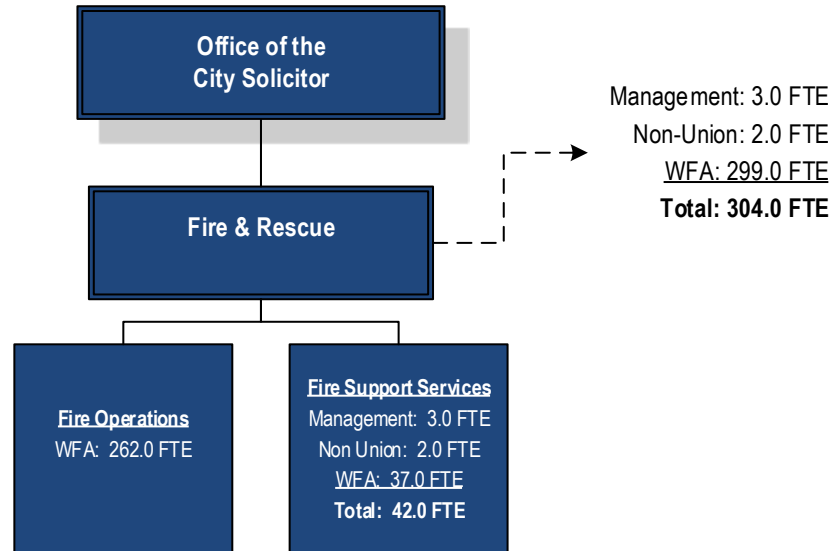 Office of the
City Solicitor
Management: 3.0 FTE
Non-Union: 2.0 FTE
WFA: 299.0 FTE
Total: 304.0 FTE
Fire & Rescue
Fire Operations
WFA: 262.0 FTE
Fire Support Services
Management: 3.0 FTE
Non Union: 2.0 FTE
WFA: 37.0 FTE
Total: 42.0 FTE